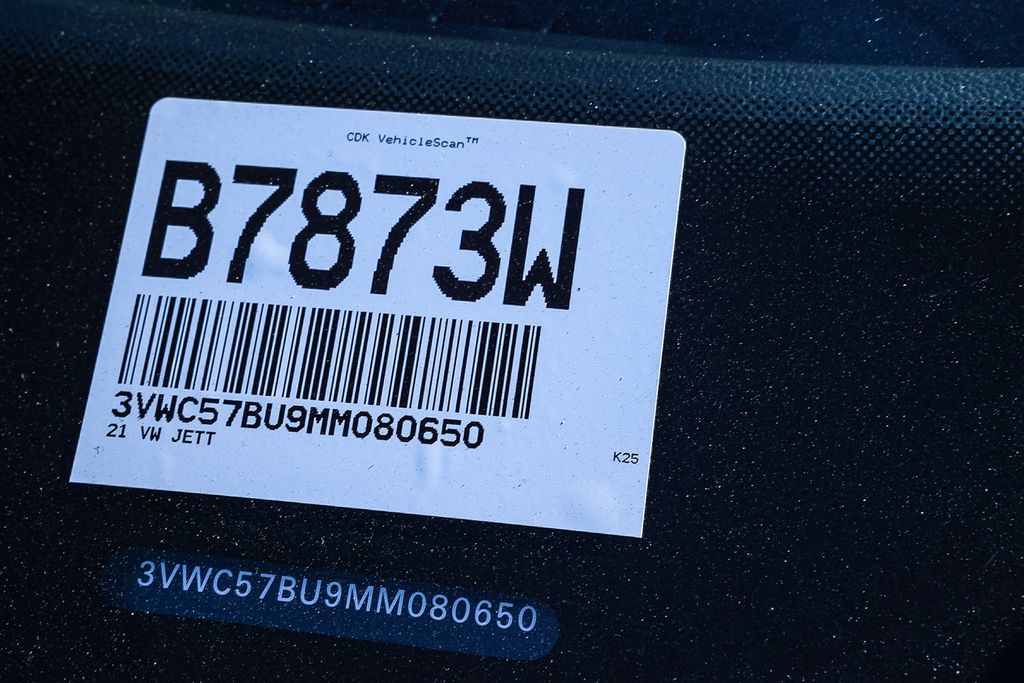 CDK VehicleScan™
B7873W
3VWC57BU9MM080650
21 VW JETT
K25
3VWC57BU9MM080650